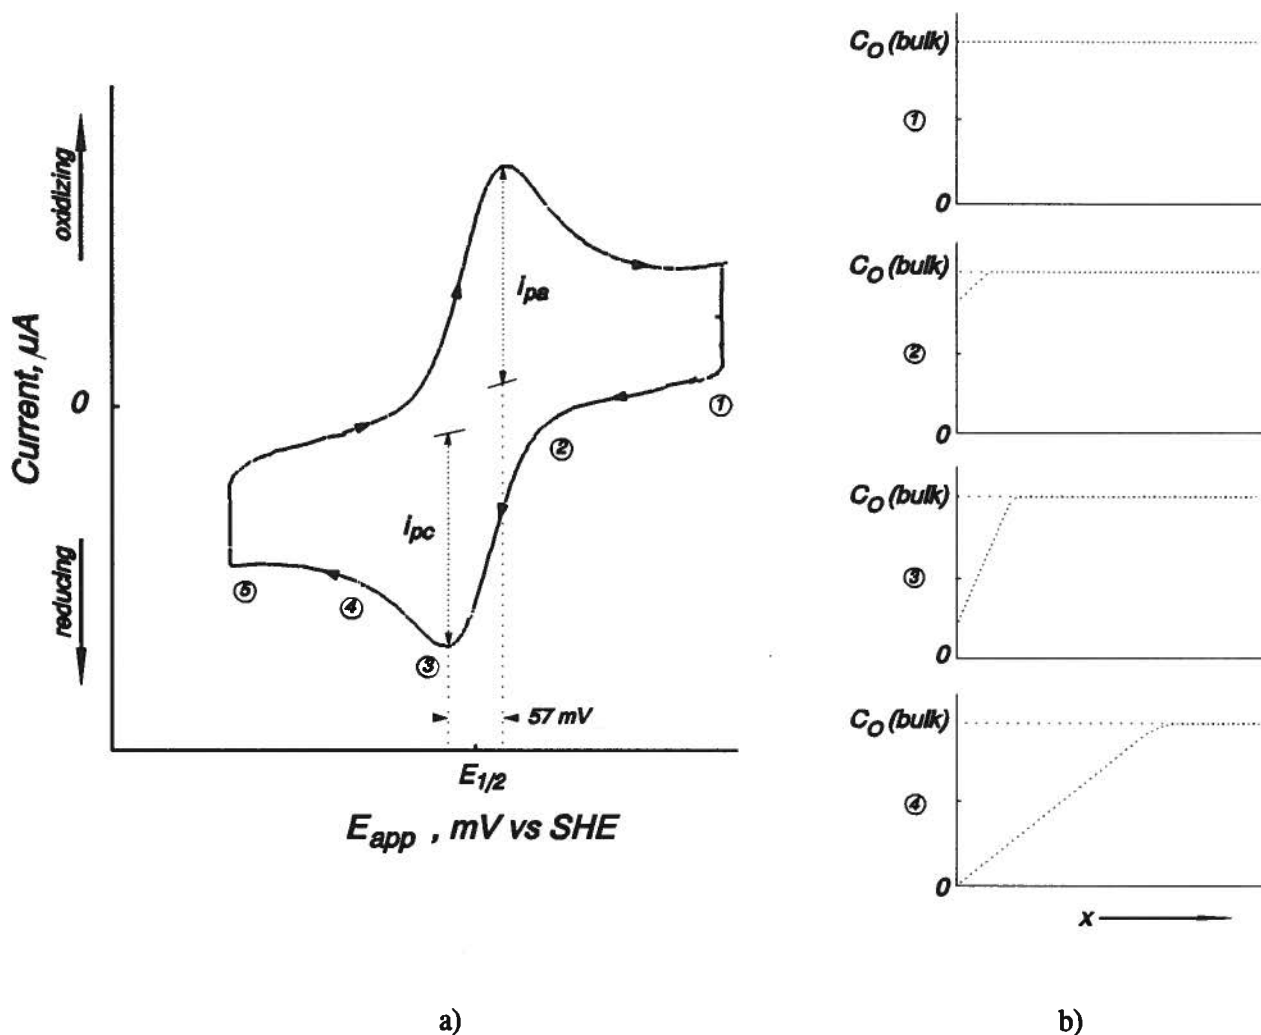 oxidizing
Current, μA
0
reducing
i_pa
i_pc
①
②
③
④
⑤
57 mV
E_1/2
E_app , mV vs SHE
a)
C_O (bulk)
①
0
C_O (bulk)
②
0
C_O (bulk)
③
0
C_O (bulk)
④
0
x
b)